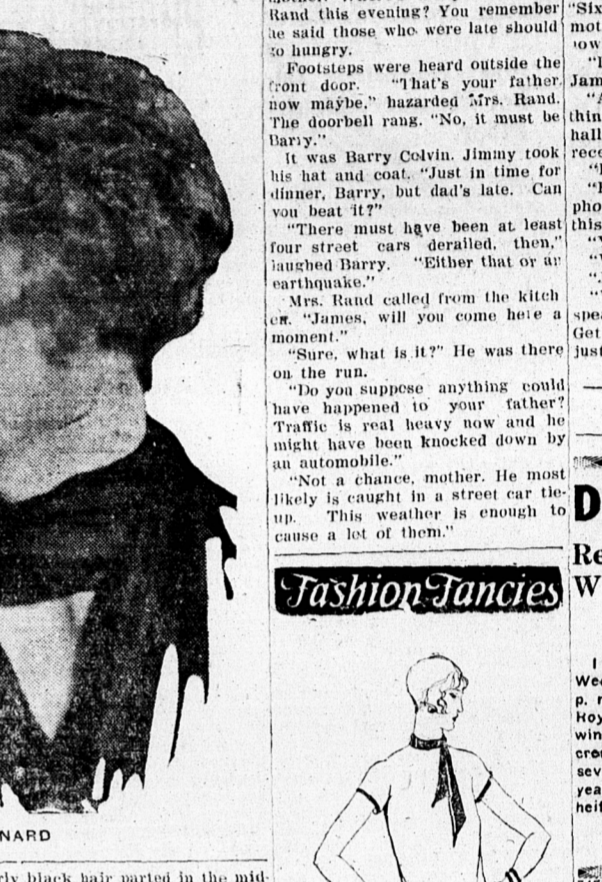 Rand this evening? You remember
he said those who were late should
go hungry.
Footsteps were heard outside the
front door. "That's your father
now maybe," hazarded Mrs. Rand.
The doorbell rang. "No, it must be
Barry."
It was Barry Colvin. Jimmy took
his hat and coat. "Just in time for
dinner, Barry, but dad's late. Can
you beat it?"
"There must have been at least
four street cars derailed, then,"
laughed Barry. "Either that or an
earthquake."
Mrs. Rand called from the kitch
en. "James, will you come here a
moment."
"Sure, what is it?" He was there
on the run.
"Do you suppose anything could
have happened to your father?
Traffic is real heavy now and he
might have been knocked down by
an automobile."
"Not a chance, mother. He most
likely is caught in a street car tie-
up. This weather is enough to
cause a lot of them."
Fashion Fancies
NARD
rly black hair parted in the mid-
"Six
mot
Jam
thin
hall
rece
pho
this
spea
Get
just
D
Re
W
I
Wed
p.
Roy
win
cro
sev
yea
heif